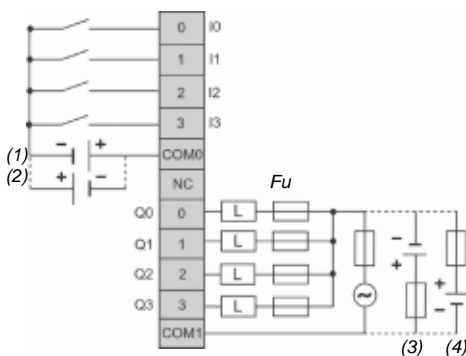 0 I0
1 I1
2 I2
3 I3
(1) - + COM0
(2) + -
NC
Fu
Q0 0 L
Q1 1 L
Q2 2 L
Q3 3 L
COM1
~
- +
+ -
(3) (4)